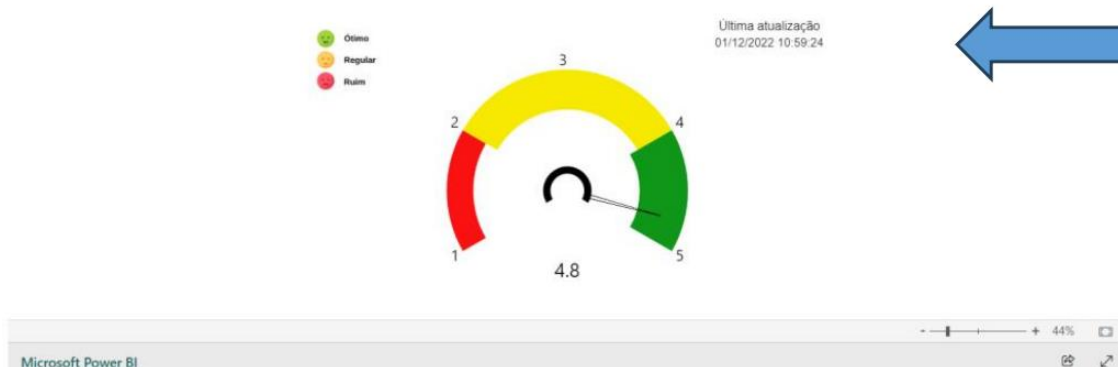 Ótimo
Regular
Ruim
Última atualização
01/12/2022 10:59:24
3
2
4
1
5
4.8
- + 44%
Microsoft Power BI